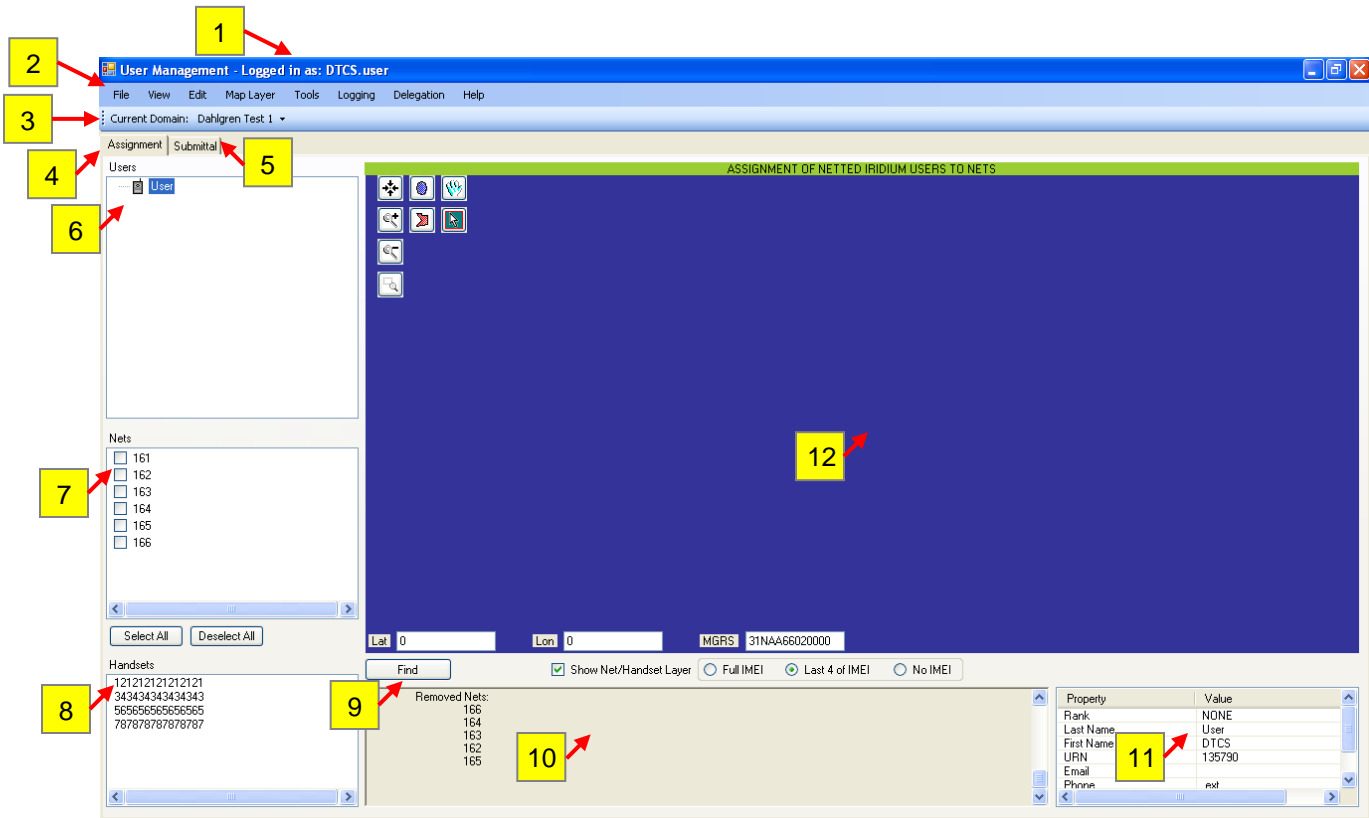 1
2
User Management - Logged in as: DTCS.user
File View Edit Map Layer Tools Logging Delegation Help
3
Current Domain: Dahlgren Test 1
Assignment Submittal
4
5
Users
User
6
ASSIGNMENT OF NETTED IRIDIUM USERS TO NETS
12
Nets
161
162
163
164
165
166
7
Select All Deselect All
Lat 0 Lon 0 MGRS 31NAA66020000
Handsets
121212121212121
343434343434343
565656565656565
787878787878787
8
Find Show Net/Handset Layer Full IMEI Last 4 of IMEI No IMEI
9
Removed Nets:
166
164
163
162
165
10
Property Value
Rank NONE
Last Name User
First Name DTCS
URN 135790
Email
Phone ext
11